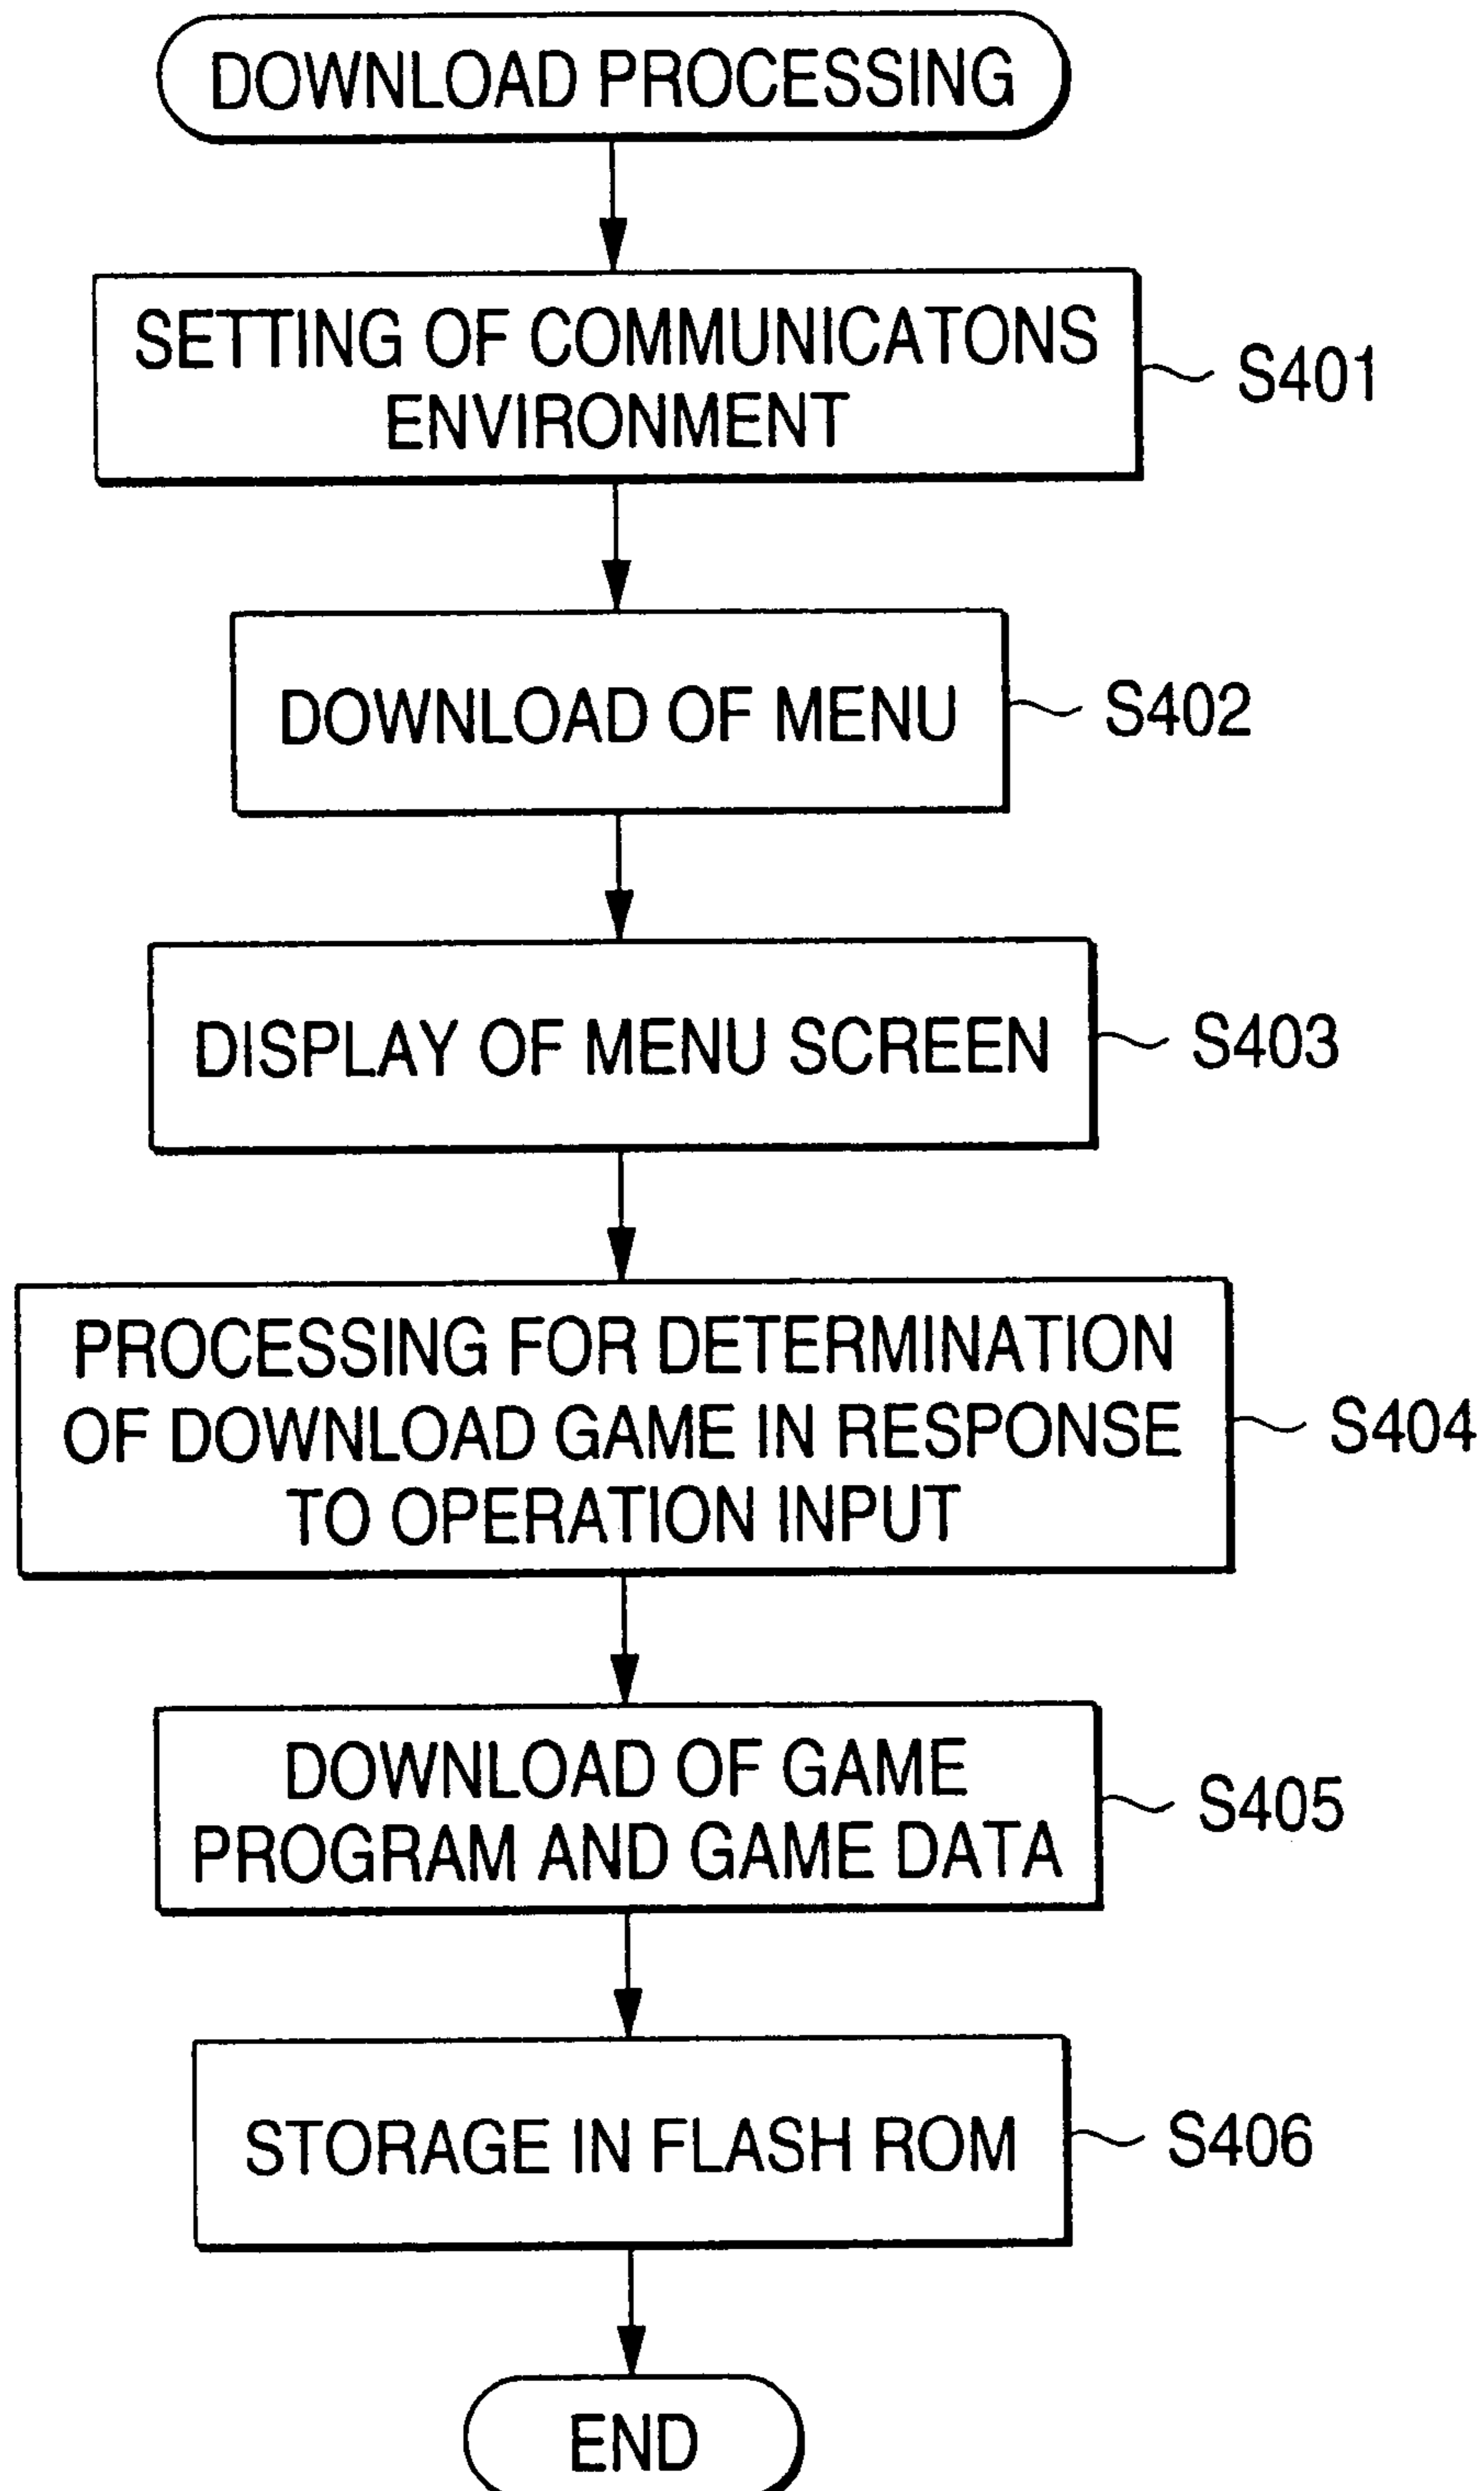 DOWNLOAD PROCESSING
SETTING OF COMMUNICATONS
ENVIRONMENT
S401
DOWNLOAD OF MENU
S402
DISPLAY OF MENU SCREEN
S403
PROCESSING FOR DETERMINATION
OF DOWNLOAD GAME IN RESPONSE
TO OPERATION INPUT
S404
DOWNLOAD OF GAME
PROGRAM AND GAME DATA
S405
STORAGE IN FLASH ROM
S406
END